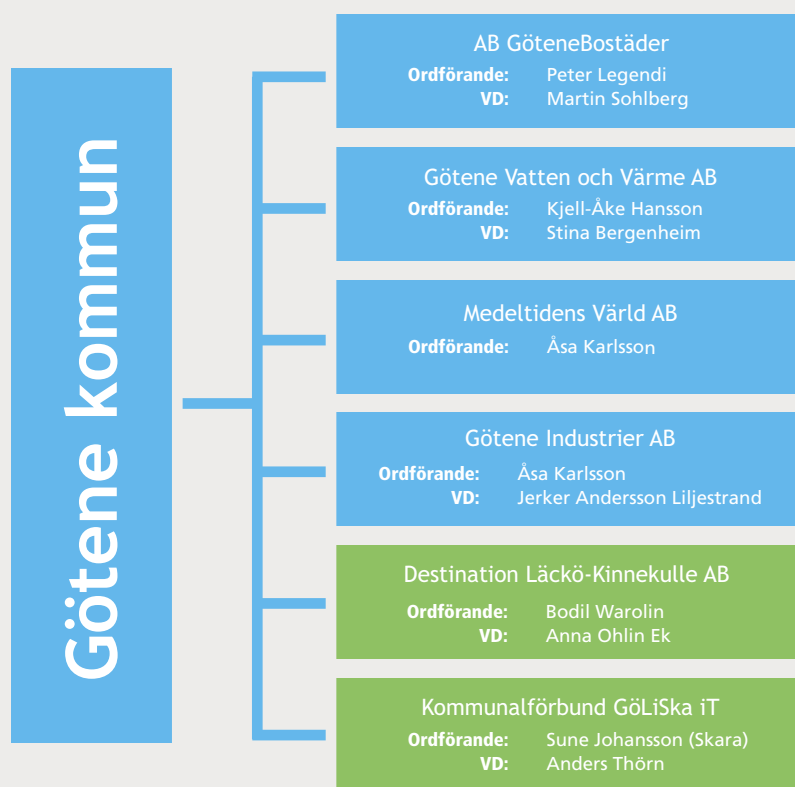 Götene kommun
AB GöteneBostäder
Ordförande: Peter Legendi
VD: Martin Sohlberg
Götene Vatten och Värme AB
Ordförande: Kjell-Åke Hansson
VD: Stina Bergenheim
Medeltidens Värld AB
Ordförande: Åsa Karlsson
Götene Industrier AB
Ordförande: Åsa Karlsson
VD: Jerker Andersson Liljestrand
Destination Läckö-Kinnekulle AB
Ordförande: Bodil Warolin
VD: Anna Ohlin Ek
Kommunalförbund GöLiSka iT
Ordförande: Sune Johansson (Skara)
VD: Anders Thörn